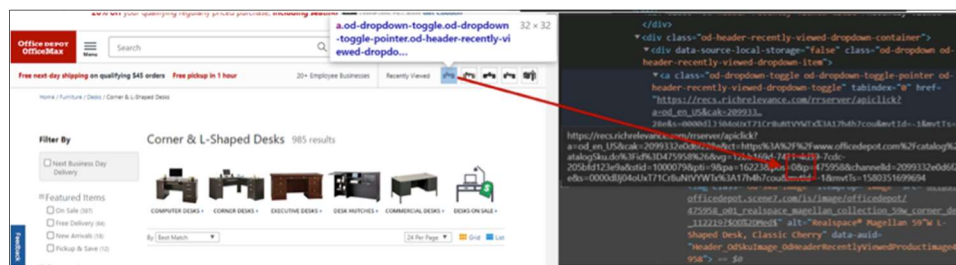 20% off your qualifying regularly priced purchase, including seating
Office DEPOT
OfficeMax
Menu
Search
a.od-dropdown-toggle.od-dropdown
-toggle-pointer.od-header-recently-vi
ewed-dropdo...
32 × 32
Free next day shipping on qualifying $45 orders Free pickup in 1 hour
20+ Employee Businesses
Recently Viewed
Home / Furniture / Desks / Corner & L-Shaped Desks
Filter By
Next Business Day
Delivery
Featured Items
On Sale (387)
Free Delivery
New Arrivals (18)
Pickup & Save (12)
Feedback
Corner & L-Shaped Desks 985 results
COMPUTER DESKS
CORNER DESKS
EXECUTIVE DESKS
DESK HUTCHES
COMMERCIAL DESKS
DESKS ON SALE
By Best Match
24 Per Page
Grid
List
</div>
<div class="od-header-recently-viewed-dropdown-container">
<div data-source-local-storage="false" class="od-dropdown od-
header-recently-viewed-dropdown-item">
<a class="od-dropdown-toggle od-dropdown-toggle-pointer od-
header-recently-viewed-dropdown-toggle" tabindex="0" href=
"https://recs.richrelevance.com/rrserver/apiclick?
a=od_en_US&cak=209933…
https://recs.richrelevance.com/rrserver/apiclick?
officedepot.scene7.com/is/image/officedepot/
475958_o01_realspace_magellan_collection_59w_corner_de
alt="Realspace® Magellan 59"W L-
Shaped Desk, Classic Cherry" data-auid=
"Header_OdSkuImage_OdHeaderRecentlyViewedProductimage
958"> == $0